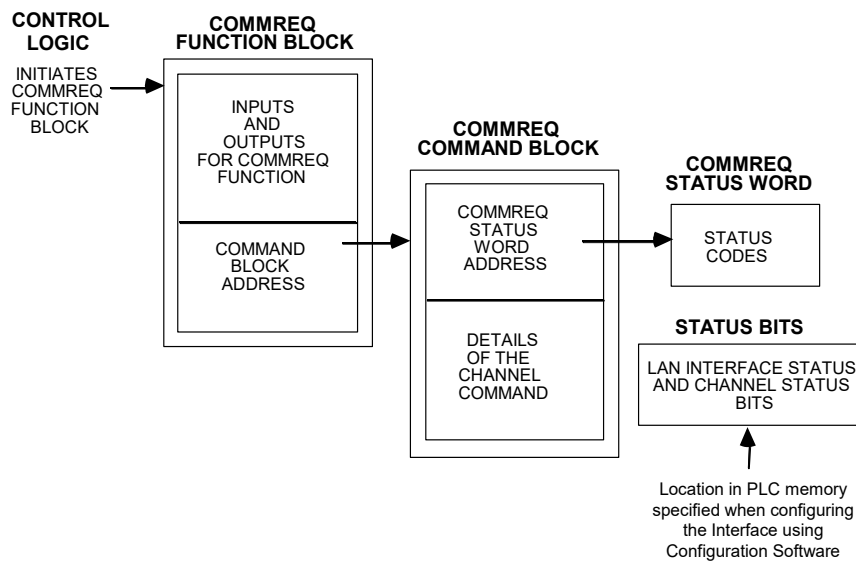 CONTROL
LOGIC
INITIATES
COMMREQ
FUNCTION
BLOCK
COMMREQ
FUNCTION BLOCK
INPUTS
AND
OUTPUTS
FOR COMMREQ
FUNCTION
COMMAND
BLOCK
ADDRESS
COMMREQ
COMMAND BLOCK
COMMREQ
STATUS
WORD
ADDRESS
DETAILS
OF THE
CHANNEL
COMMAND
COMMREQ
STATUS WORD
STATUS
CODES
STATUS BITS
LAN INTERFACE STATUS
AND CHANNEL STATUS
BITS
Location in PLC memory
specified when configuring
the Interface using
Configuration Software